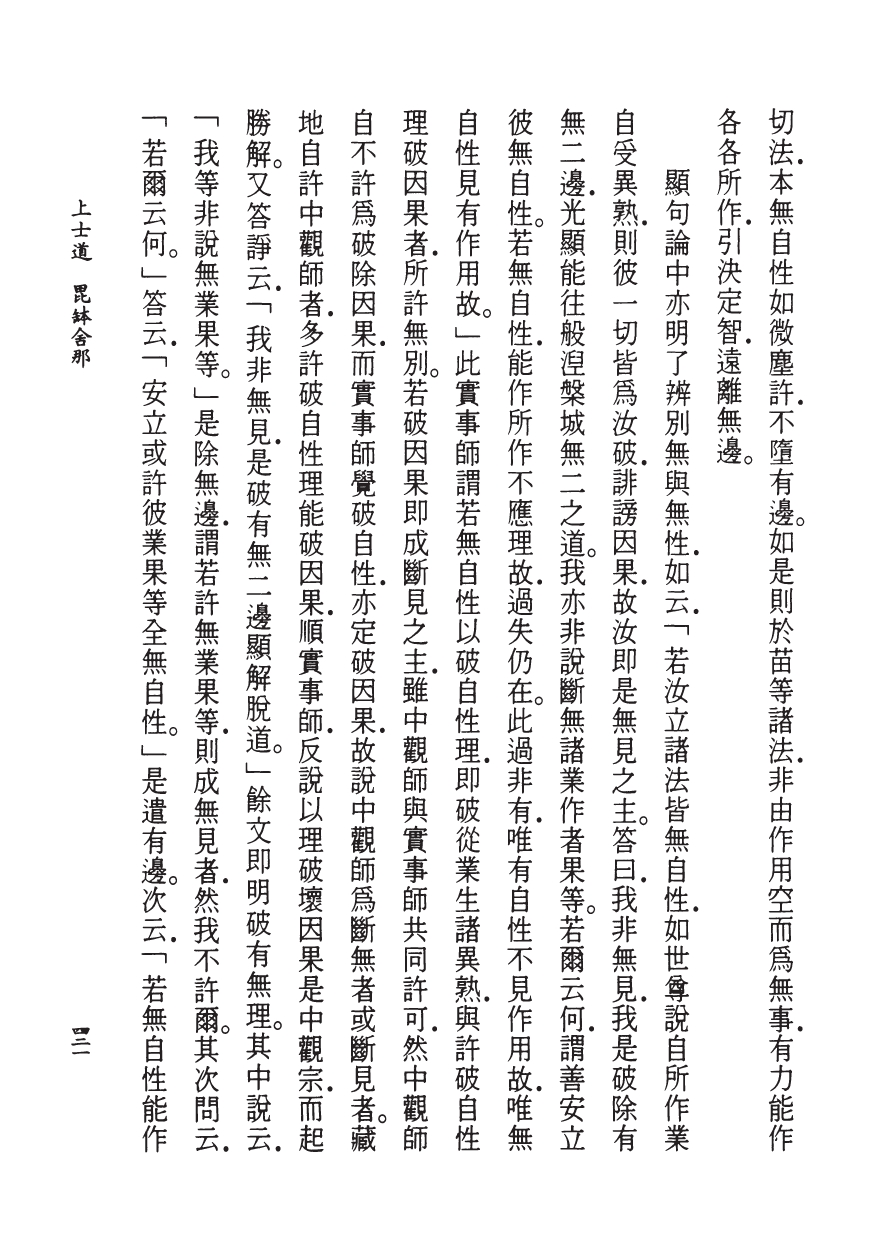 切法．本無自性如微塵許．不墮有邊。如是則於苗等諸法．非由作用空而爲無事．有力能作
各各所作．引決定智．遠離無邊。
顯句論中亦明了辨別無與無性．如云．「若汝立諸法皆無自性．如世尊說自所作業
自受異熟．則彼一切皆爲汝破．誹謗因果．故汝即是無見之主。答曰．我非無見．我是破除有
無二邊．光顯能往般涅槃城無二之道。我亦非說斷無諸業作者果等。若爾云何．謂善安立
彼無自性。若無自性．能作所作不應理故．過失仍在。此過非有．唯有自性不見作用故．唯無
自性見有作用故。」此實事師謂若無自性以破自性理．即破從業生諸異熟．與許破自性
理破因果者．所許無別。若破因果即成斷見之主．雖中觀師與實事師共同許可．然中觀師
自不許爲破除因果．而實事師覺破自性．亦定破因果．故說中觀師爲斷無者或斷見者。藏
地自許中觀師者．多許破自性理能破因果．順實事師．反說以理破壞因果是中觀宗．而起
勝解。又答諍云．「我非無見．是破有無二邊顯解脫道。」餘文即明破有無理。其中說云．
「我等非說無業果等。」是除無邊．謂若許無業果等．則成無見者．然我不許爾。其次問云．
「若爾云何。」答云．「安立或許彼業果等全無自性。」是遣有邊。次云．「若無自性能作
上士道　毘鉢舍那
四二一